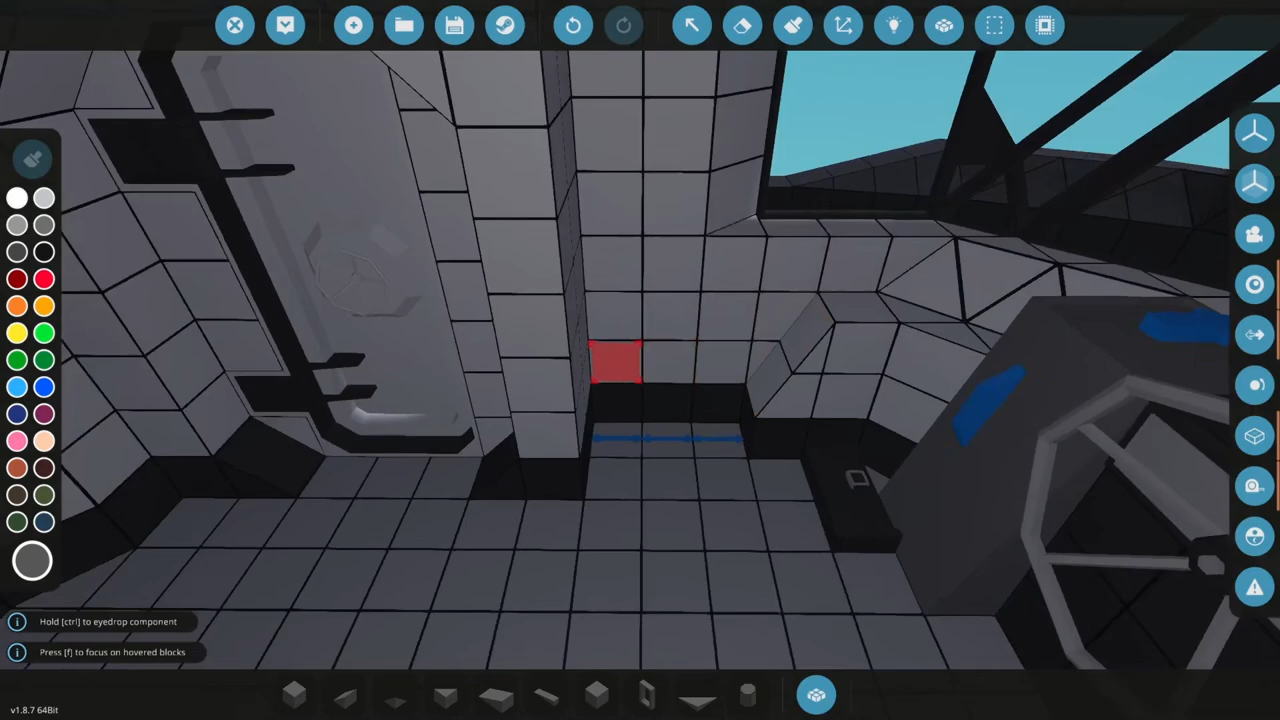 Hold [ctrl] to eyedrop component
Press [f] to focus on hovered blocks
v1.8.7 64Bit